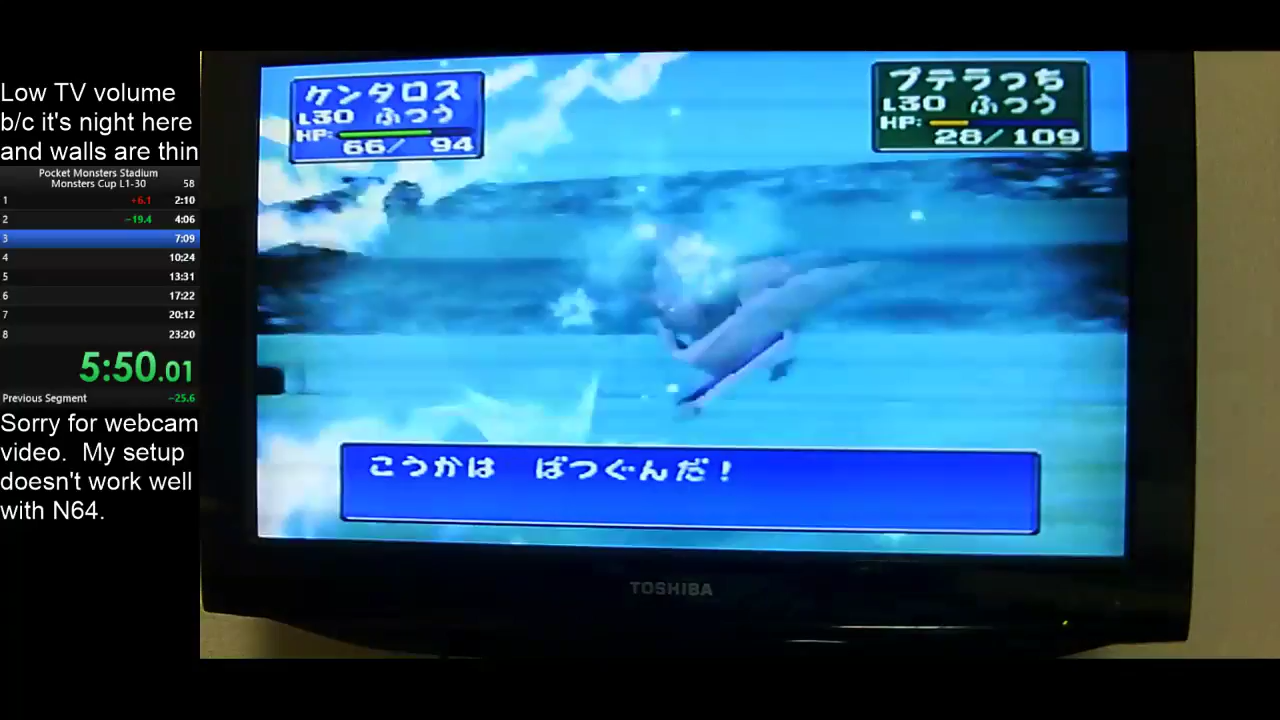 Low TV volume
b/c it's night here
and walls are thin
Pocket Monsters Stadium
Monsters Cup L1-30 58
1 +6.1 2:10
2 −19.4 4:06
3 7:09
4 10:24
5 13:31
6 17:22
7 20:12
8 23:20
5:50.01
Previous Segment −25.6
Sorry for webcam
video. My setup
doesn't work well
with N64.
ケンタロス
L30 ふつう
HP:
66/ 94
プテラっち
L30 ふつう
HP:
28/109
こうかは ばつぐんだ!
TOSHIBA